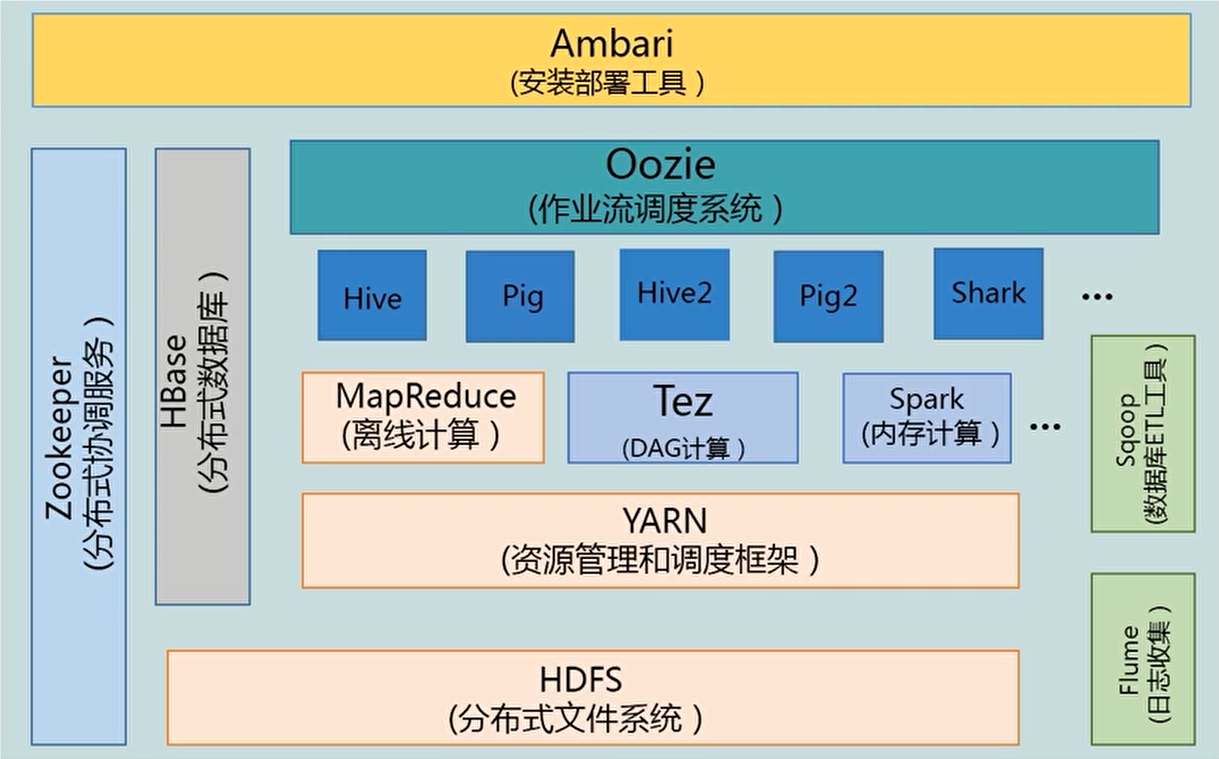 Ambari
(安装部署工具）
Zookeeper
(分布式协调服务）
HBase
(分布式数据库）
Oozie
(作业流调度系统）
Hive
Pig
Hive2
Pig2
Shark
...
MapReduce
(离线计算）
Tez
(DAG计算）
Spark
(内存计算）
...
Sqoop
(数据库ETL工具）
YARN
(资源管理和调度框架）
Flume
(日志收集）
HDFS
(分布式文件系统）